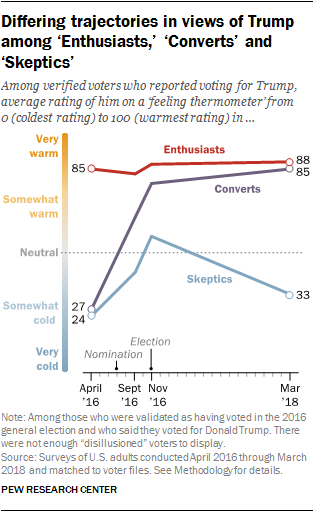 Differing trajectories in views of Trump
among ‘Enthusiasts,’ ‘Converts’ and
‘Skeptics’
Among verified voters who reported voting for Trump,
average rating of him on a ‘feeling thermometer’ from
0 (coldest rating) to 100 (warmest rating) in ...
Very
warm
Somewhat
warm
Neutral
Somewhat
cold
Very
cold
Enthusiasts
85
88
85
Converts
Skeptics
27
24
33
Election
Nomination
April
’16
Sept
’16
Nov
’16
Mar
’18
Note: Among those who were validated as having voted in the 2016
general election and who said they voted for Donald Trump. There
were not enough “disillusioned” voters to display.
Source: Surveys of U.S. adults conducted April 2016 through March
2018 and matched to voter files. See Methodology for details.
PEW RESEARCH CENTER